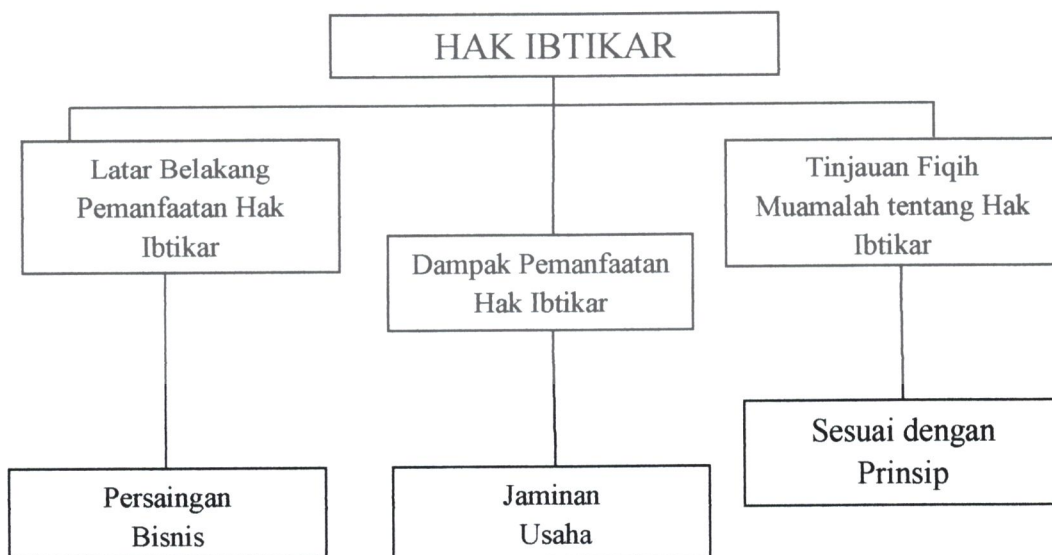 HAK IBTIKAR
Latar Belakang
Pemanfaatan Hak
Ibtikar
Dampak Pemanfaatan
Hak Ibtikar
Tinjauan Fiqih
Muamalah tentang Hak
Ibtikar
Persaingan
Bisnis
Jaminan
Usaha
Sesuai dengan
Prinsip